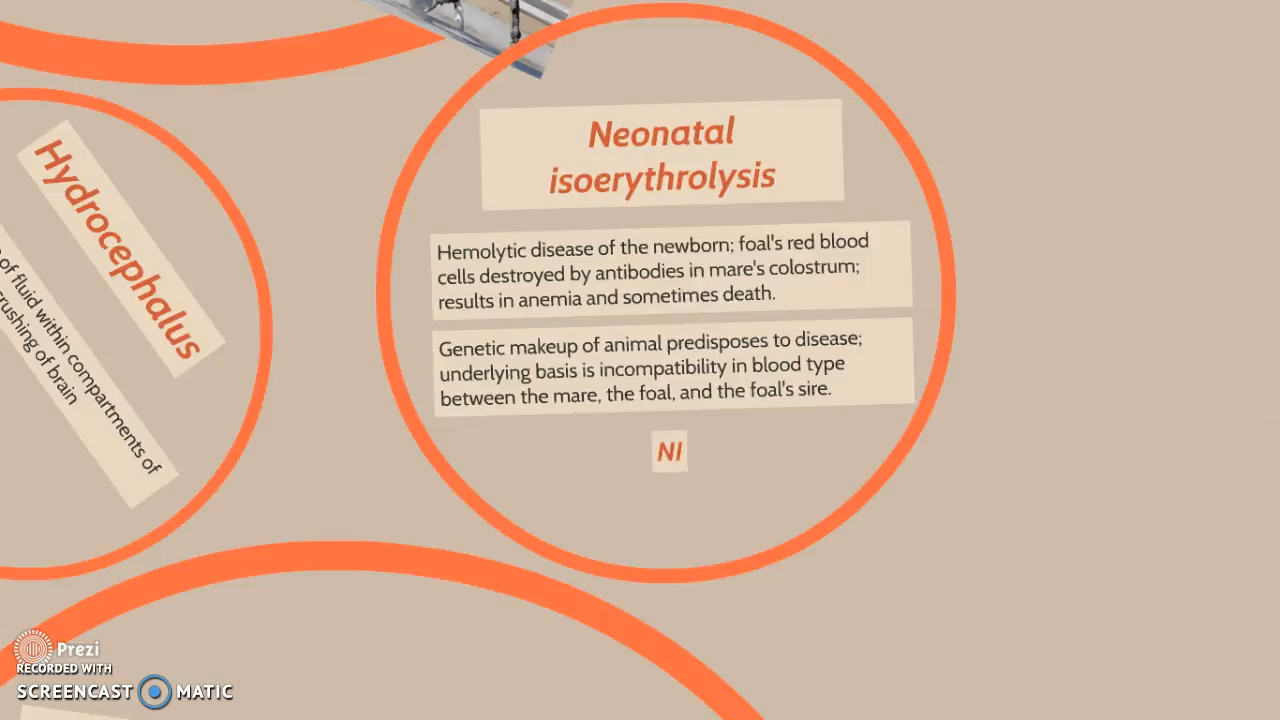 Neonatal
isoerythrolysis
Hemolytic disease of the newborn; foal's red blood
cells destroyed by antibodies in mare's colostrum;
results in anemia and sometimes death.
Genetic makeup of animal predisposes to disease;
underlying basis is incompatibility in blood type
between the mare, the foal, and the foal's sire.
NI
Hydrocephalus
of fluid within compartments of
rushing of brain
Prezi
RECORDED WITH
SCREENCAST MATIC